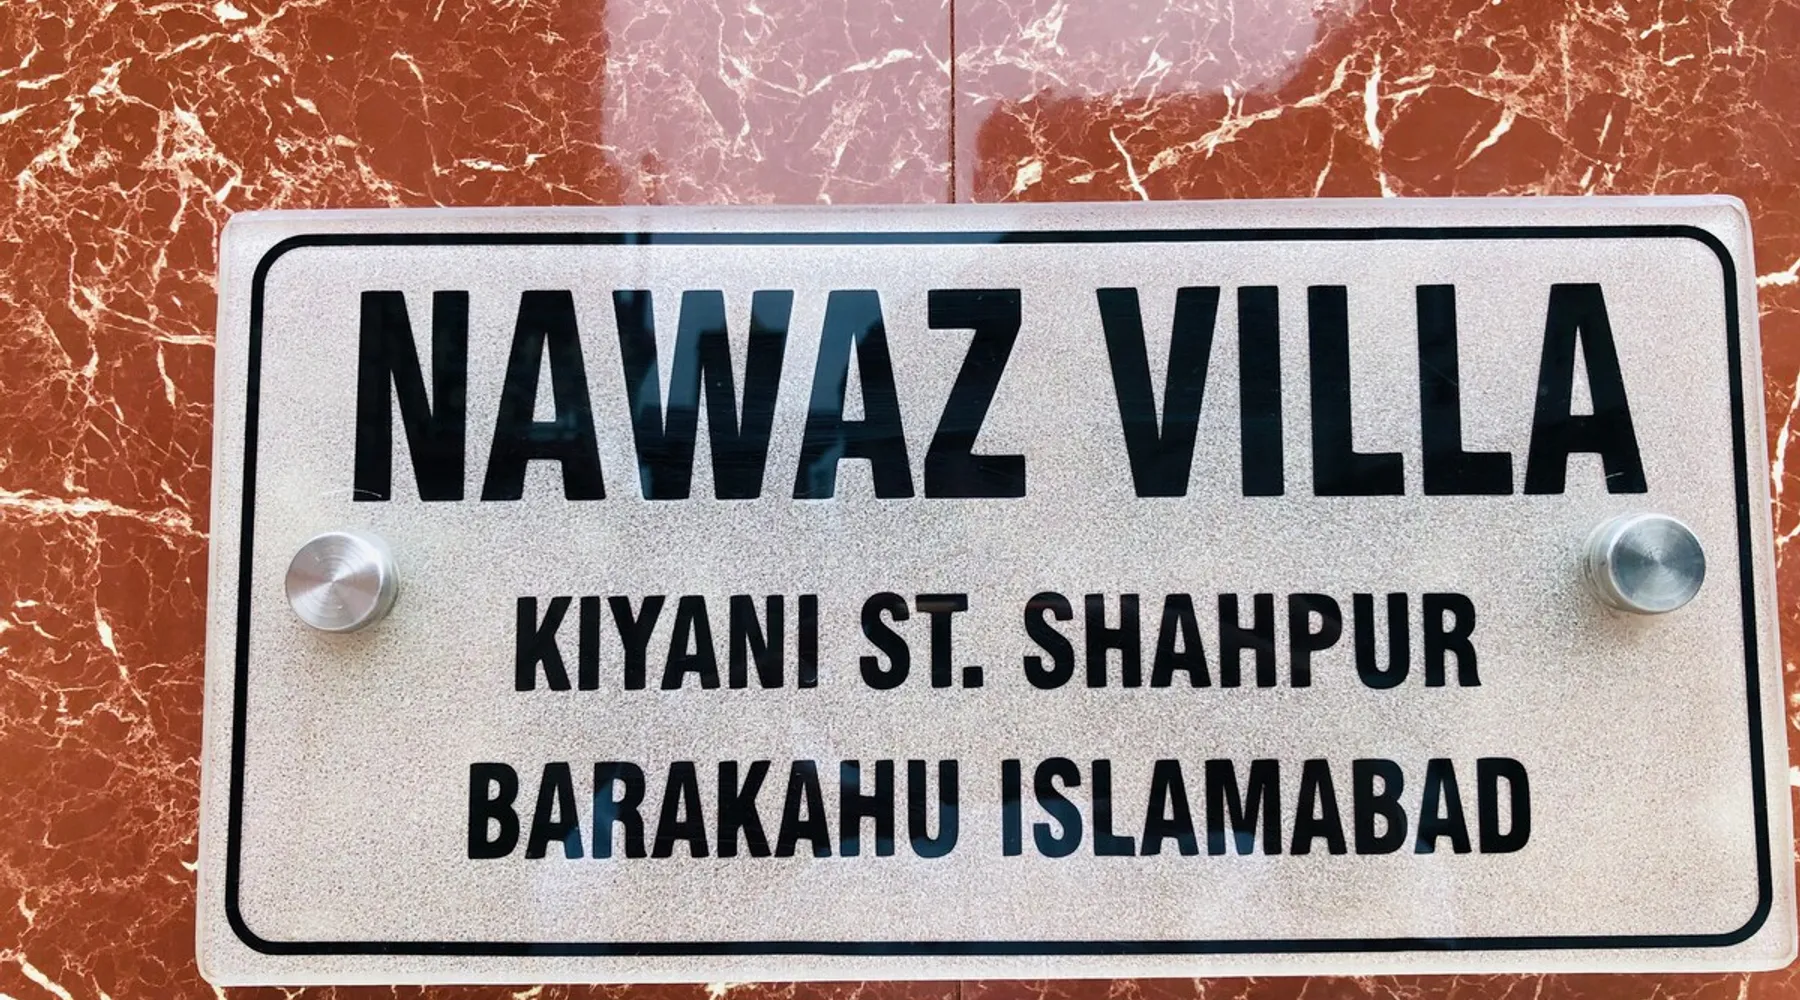 NAWAZ VILLA
KIYANI ST. SHAHPUR
BARAKAHU ISLAMABAD